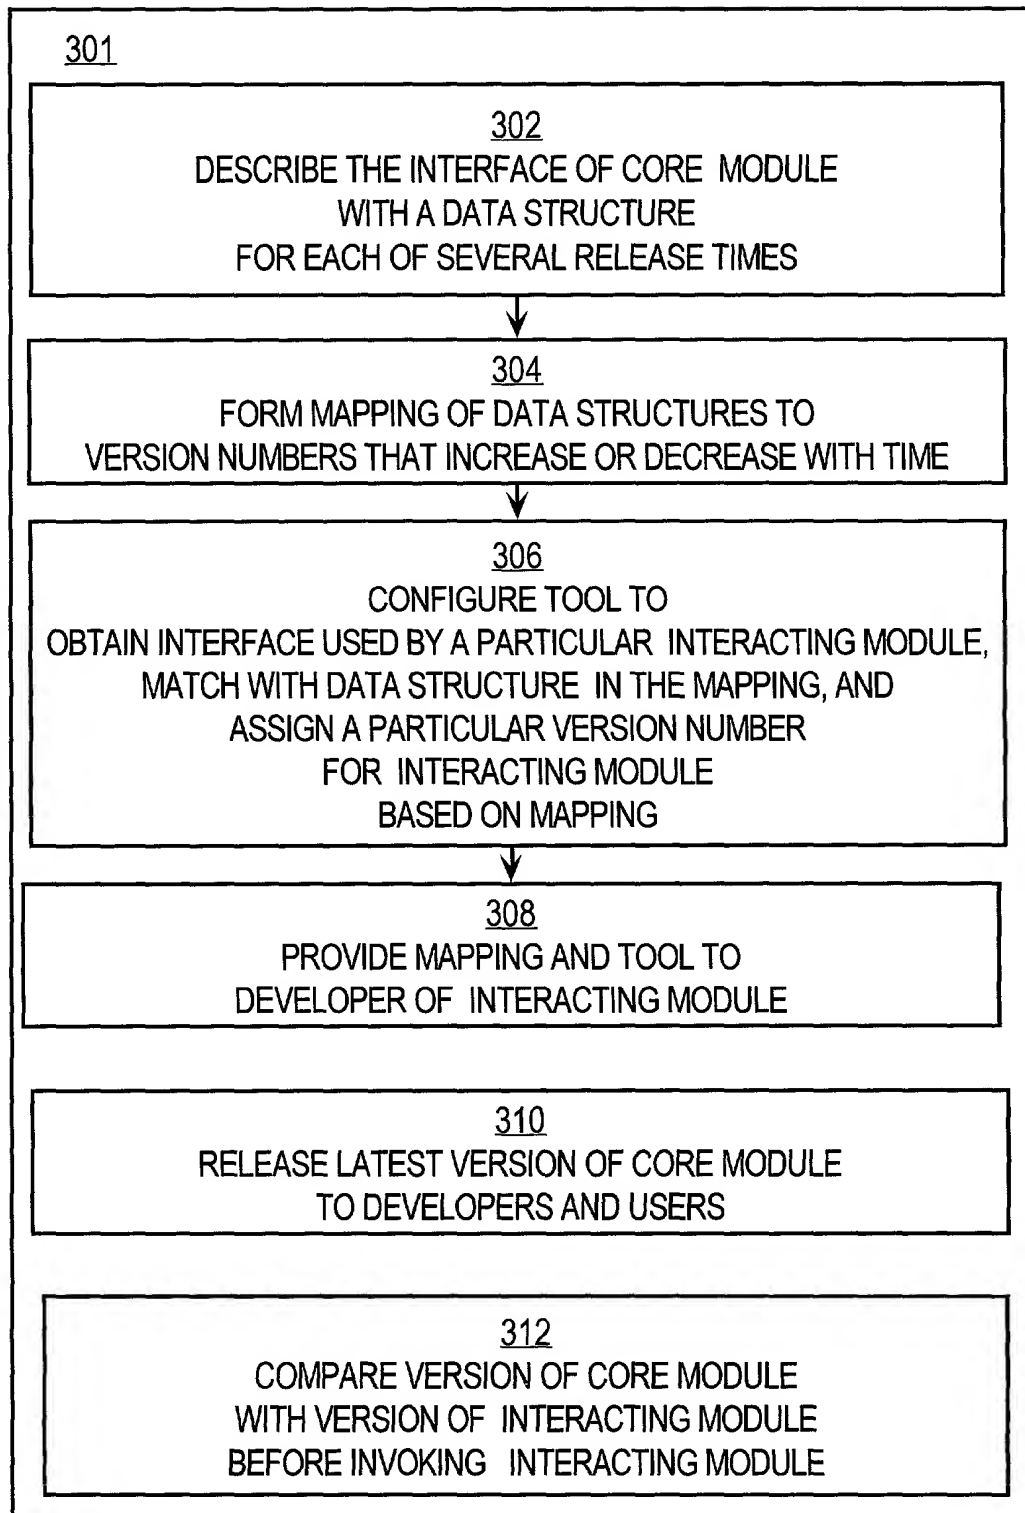 301
302
DESCRIBE THE INTERFACE OF CORE MODULE
WITH A DATA STRUCTURE
FOR EACH OF SEVERAL RELEASE TIMES
304
FORM MAPPING OF DATA STRUCTURES TO
VERSION NUMBERS THAT INCREASE OR DECREASE WITH TIME
306
CONFIGURE TOOL TO
OBTAIN INTERFACE USED BY A PARTICULAR INTERACTING MODULE,
MATCH WITH DATA STRUCTURE IN THE MAPPING, AND
ASSIGN A PARTICULAR VERSION NUMBER
FOR INTERACTING MODULE
BASED ON MAPPING
308
PROVIDE MAPPING AND TOOL TO
DEVELOPER OF INTERACTING MODULE
310
RELEASE LATEST VERSION OF CORE MODULE
TO DEVELOPERS AND USERS
312
COMPARE VERSION OF CORE MODULE
WITH VERSION OF INTERACTING MODULE
BEFORE INVOKING INTERACTING MODULE